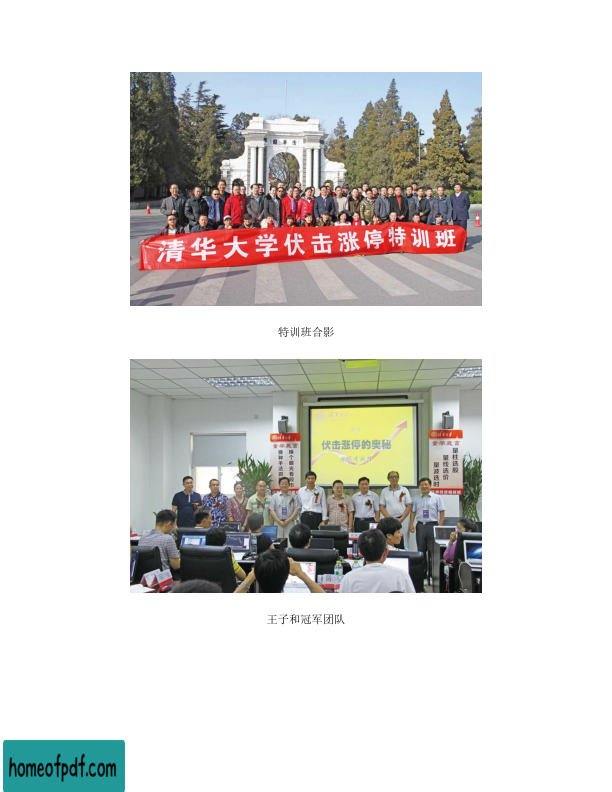 清华大学伏击涨停特训班
特训班合影
伏击涨停的奥秘
量柱选股
量线选价
量波选时
王子和冠军团队
homeofpdf.com